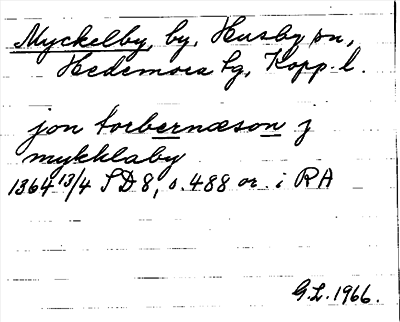 Myckelby, by, Husby sn,
Hedemora tg, Kopp. l.
jon torbernæson j
mykklaby
1364 13/4 SD 8, s. 488 or. i RA
G.L. 1966.